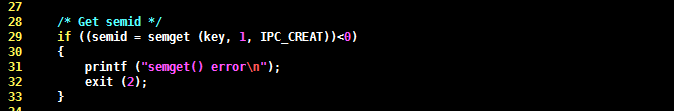 27
28    /* Get semid */
29    if ((semid = semget (key, 1, IPC_CREAT))<0)
30    {
31        printf ("semget() error\n");
32        exit (2);
33    }